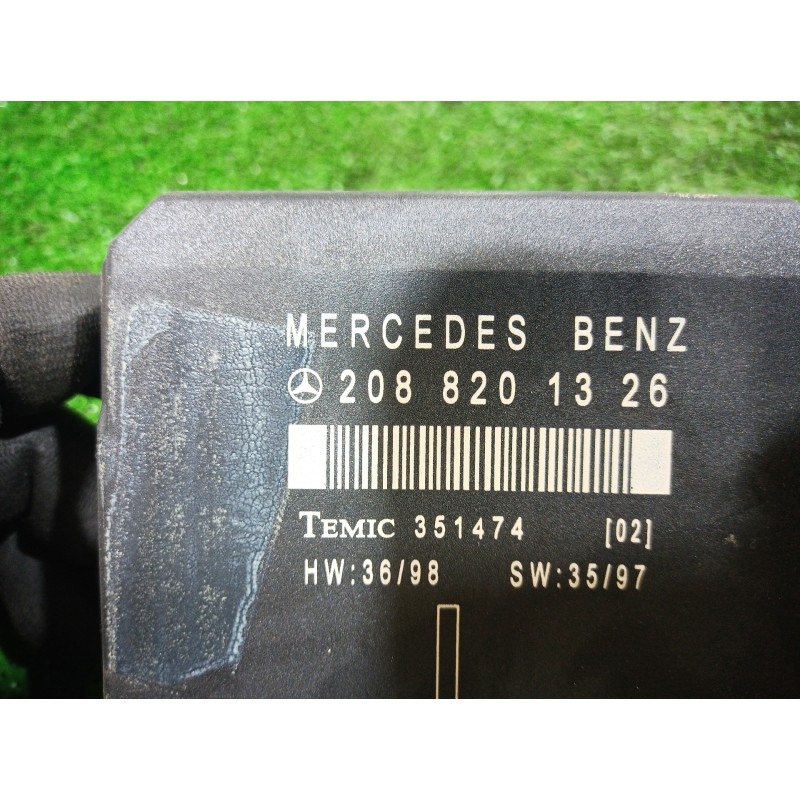 MERCEDES BENZ
208 820 13 26
TEMIC 351474 [02]
HW:36/98 SW:35/97